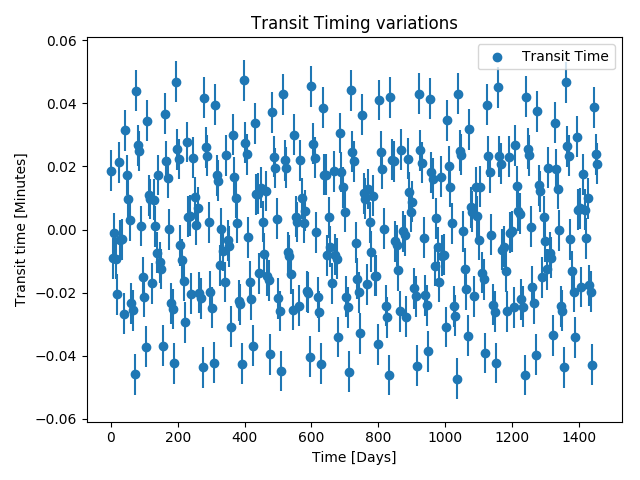 Transit Timing variations
Transit Time
Transit time [Minutes]
0.06
0.04
0.02
0.00
−0.02
−0.04
−0.06
0 200 400 600 800 1000 1200 1400
Time [Days]